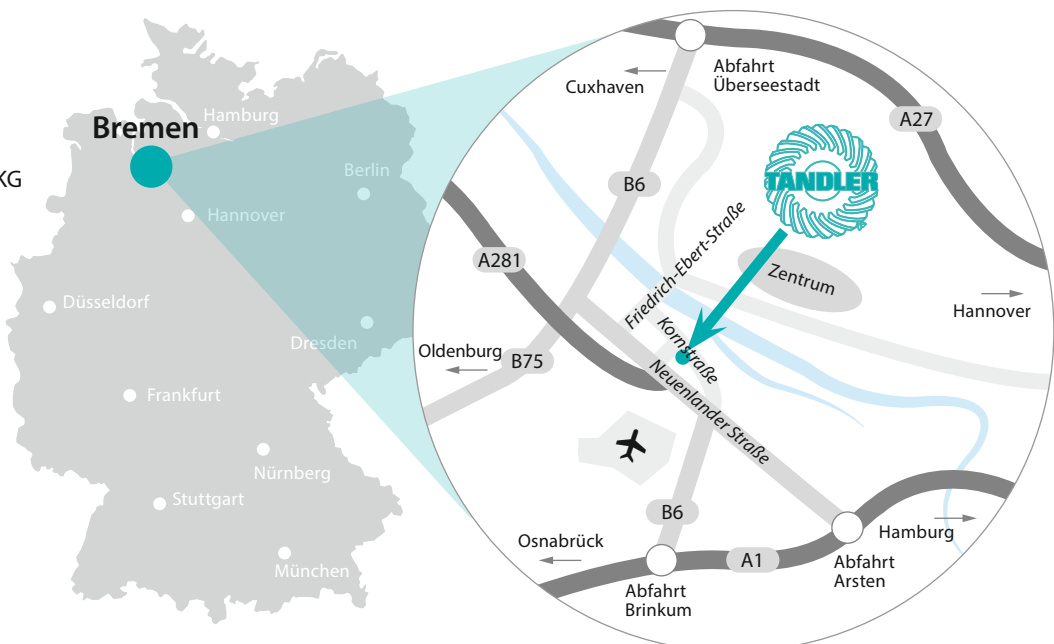 KG
Bremen
Hamburg
Berlin
Hannover
Düsseldorf
Dresden
Frankfurt
Nürnberg
Stuttgart
München
Abfahrt
Überseestadt
Cuxhaven
A27
B6
TANDLER
Friedrich-Ebert-Straße
A281
Zentrum
Hannover
Kornstraße
Oldenburg
B75
Neuenlander Straße
B6
Osnabrück
Hamburg
A1
Abfahrt
Arsten
Abfahrt
Brinkum